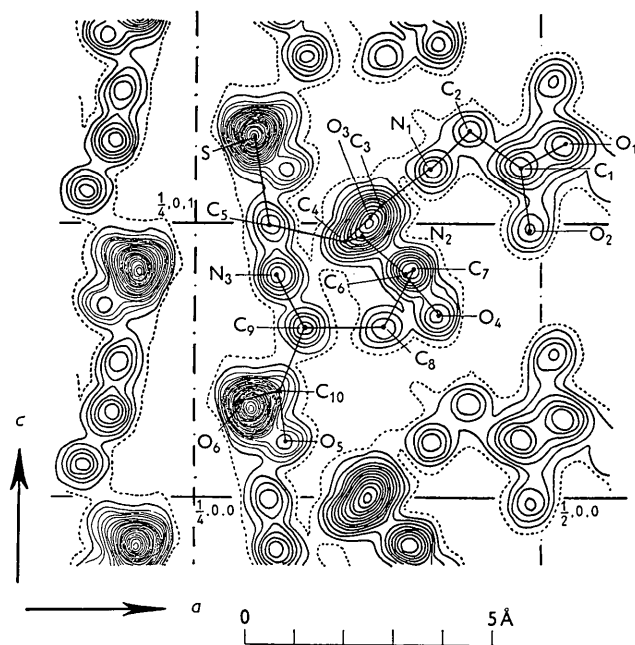 C₂
O₃
C₃
N₁
O₁
S
C₁
¼,0,1
C₅
C₄
N₂
O₂
N₃
C₆
C₇
C₉
O₄
C₈
C₁₀
c
O₆
O₅
¼,0,0
½,0,0
a
0
5Å